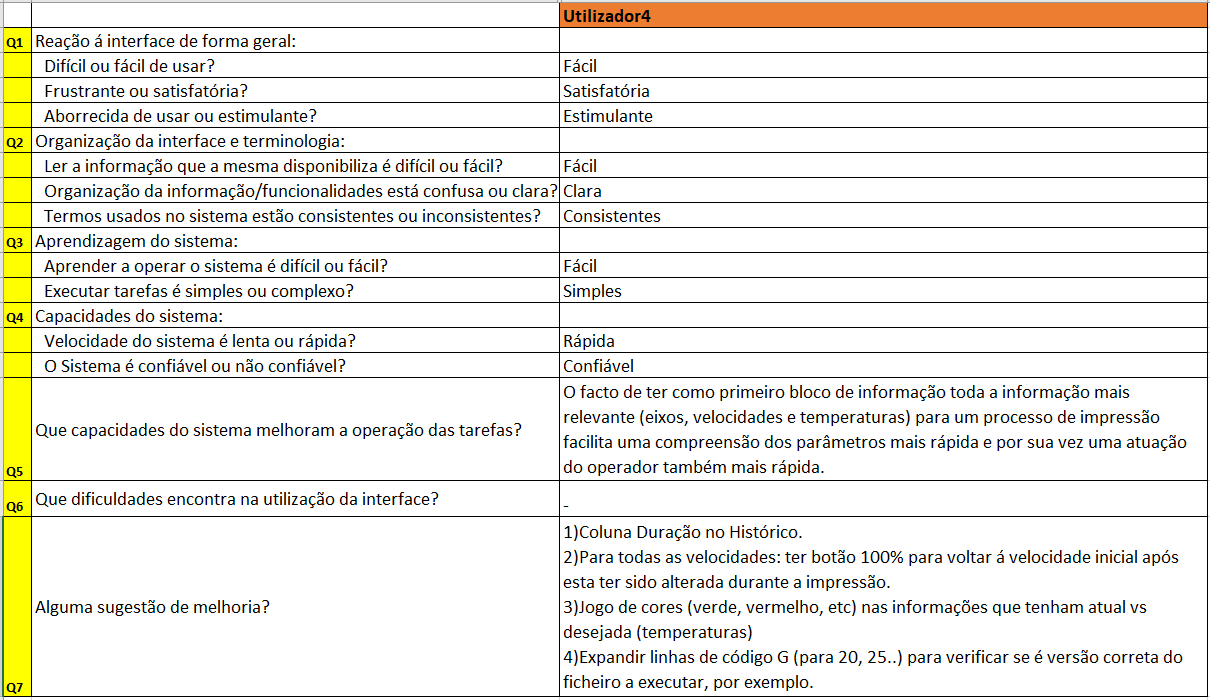 Utilizador4
Q1 Reação á interface de forma geral:
Difícil ou fácil de usar? Fácil
Frustrante ou satisfatória? Satisfatória
Aborrecida de usar ou estimulante? Estimulante
Q2 Organização da interface e terminologia:
Ler a informação que a mesma disponibiliza é difícil ou fácil? Fácil
Organização da informação/funcionalidades está confusa ou clara? Clara
Termos usados no sistema estão consistentes ou inconsistentes? Consistentes
Q3 Aprendizagem do sistema:
Aprender a operar o sistema é difícil ou fácil? Fácil
Executar tarefas é simples ou complexo? Simples
Q4 Capacidades do sistema:
Velocidade do sistema é lenta ou rápida? Rápida
O Sistema é confiável ou não confiável? Confiável
Q5 Que capacidades do sistema melhoram a operação das tarefas?
O facto de ter como primeiro bloco de informação toda a informação mais
relevante (eixos, velocidades e temperaturas) para um processo de impressão
facilita uma compreensão dos parâmetros mais rápida e por sua vez uma atuação
do operador também mais rápida.
Q6 Que dificuldades encontra na utilização da interface? -
Q7 Alguma sugestão de melhoria?
1)Coluna Duração no Histórico.
2)Para todas as velocidades: ter botão 100% para voltar á velocidade inicial após
esta ter sido alterada durante a impressão.
3)Jogo de cores (verde, vermelho, etc) nas informações que tenham atual vs
desejada (temperaturas)
4)Expandir linhas de código G (para 20, 25..) para verificar se é versão correta do
ficheiro a executar, por exemplo.